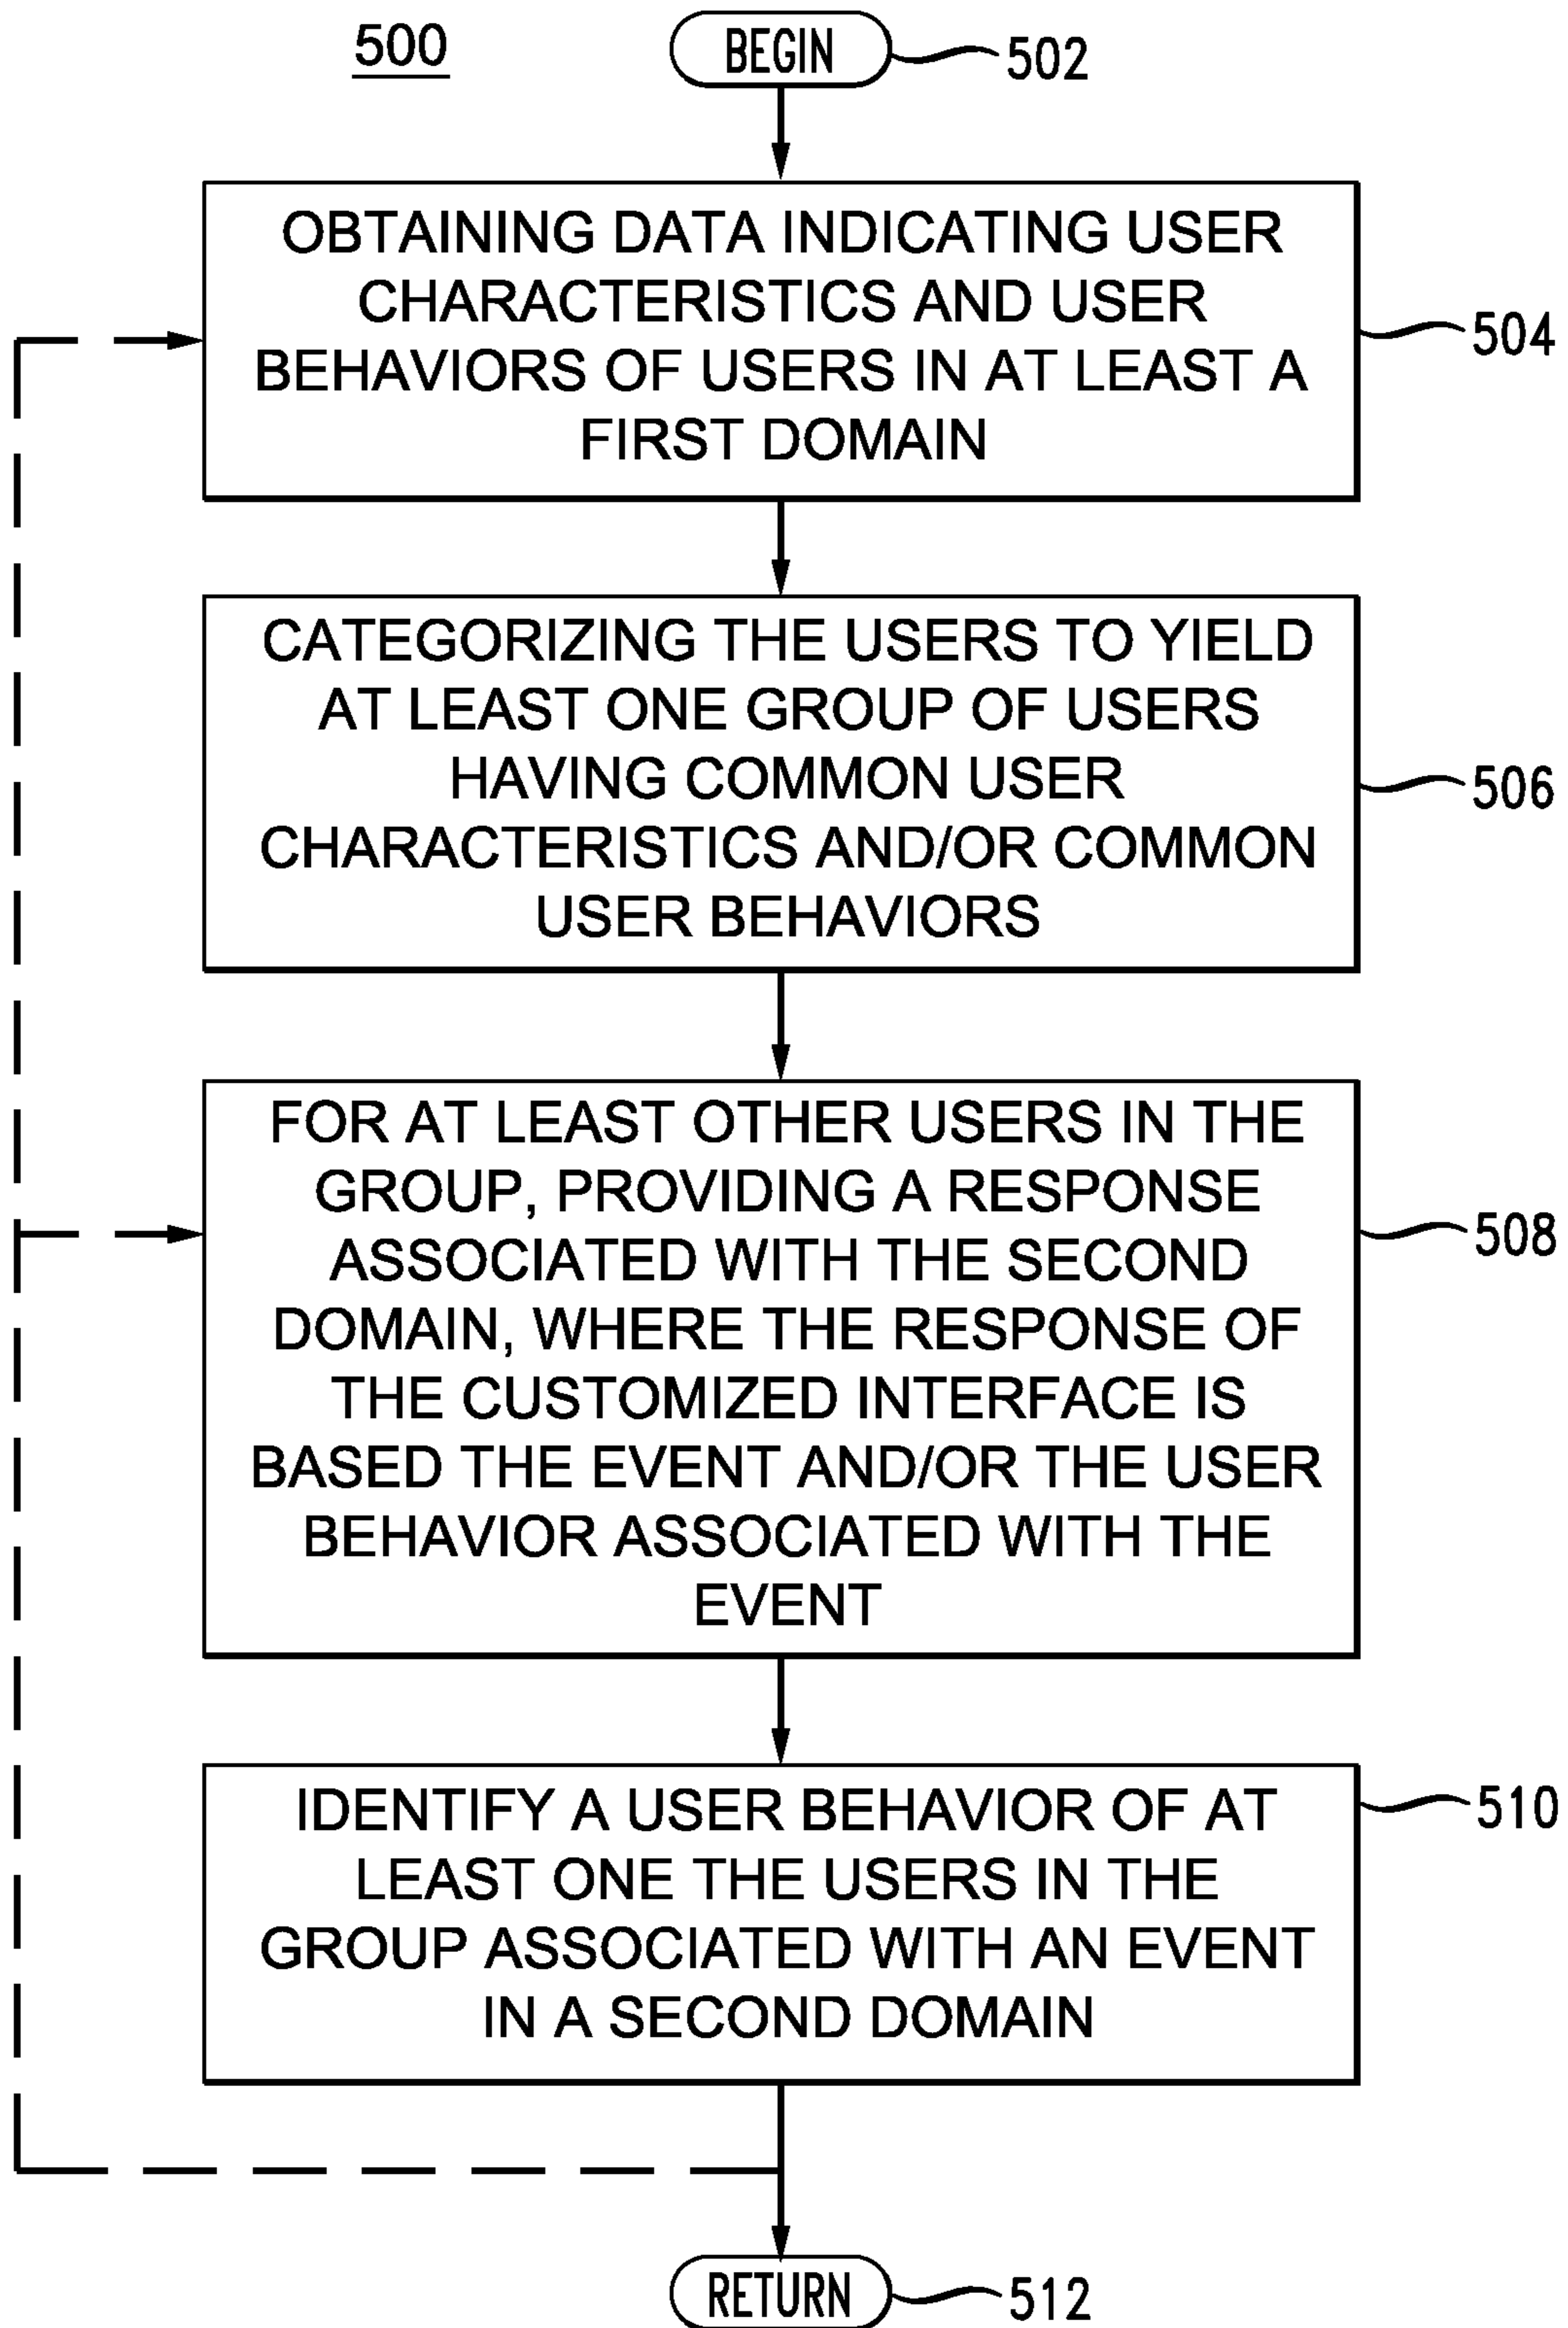 500
BEGIN
502
OBTAINING DATA INDICATING USER
CHARACTERISTICS AND USER
BEHAVIORS OF USERS IN AT LEAST A
FIRST DOMAIN
504
CATEGORIZING THE USERS TO YIELD
AT LEAST ONE GROUP OF USERS
HAVING COMMON USER
CHARACTERISTICS AND/OR COMMON
USER BEHAVIORS
506
FOR AT LEAST OTHER USERS IN THE
GROUP, PROVIDING A RESPONSE
ASSOCIATED WITH THE SECOND
DOMAIN, WHERE THE RESPONSE OF
THE CUSTOMIZED INTERFACE IS
BASED THE EVENT AND/OR THE USER
BEHAVIOR ASSOCIATED WITH THE
EVENT
508
IDENTIFY A USER BEHAVIOR OF AT
LEAST ONE THE USERS IN THE
GROUP ASSOCIATED WITH AN EVENT
IN A SECOND DOMAIN
510
RETURN
512